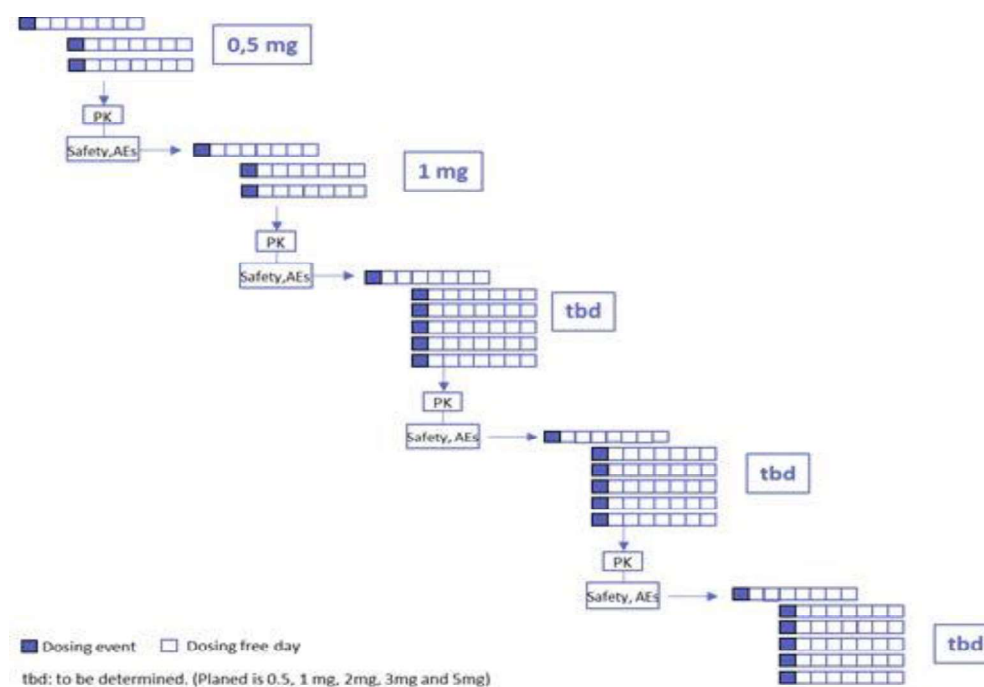 0,5 mg
PK
Safety,AEs
1 mg
PK
Safety,AEs
tbd
PK
Safety, AEs
tbd
PK
Safety, AEs
tbd
Dosing event Dosing free day
tbd: to be determined. (Planed is 0.5, 1 mg, 2mg, 3mg and 5mg)